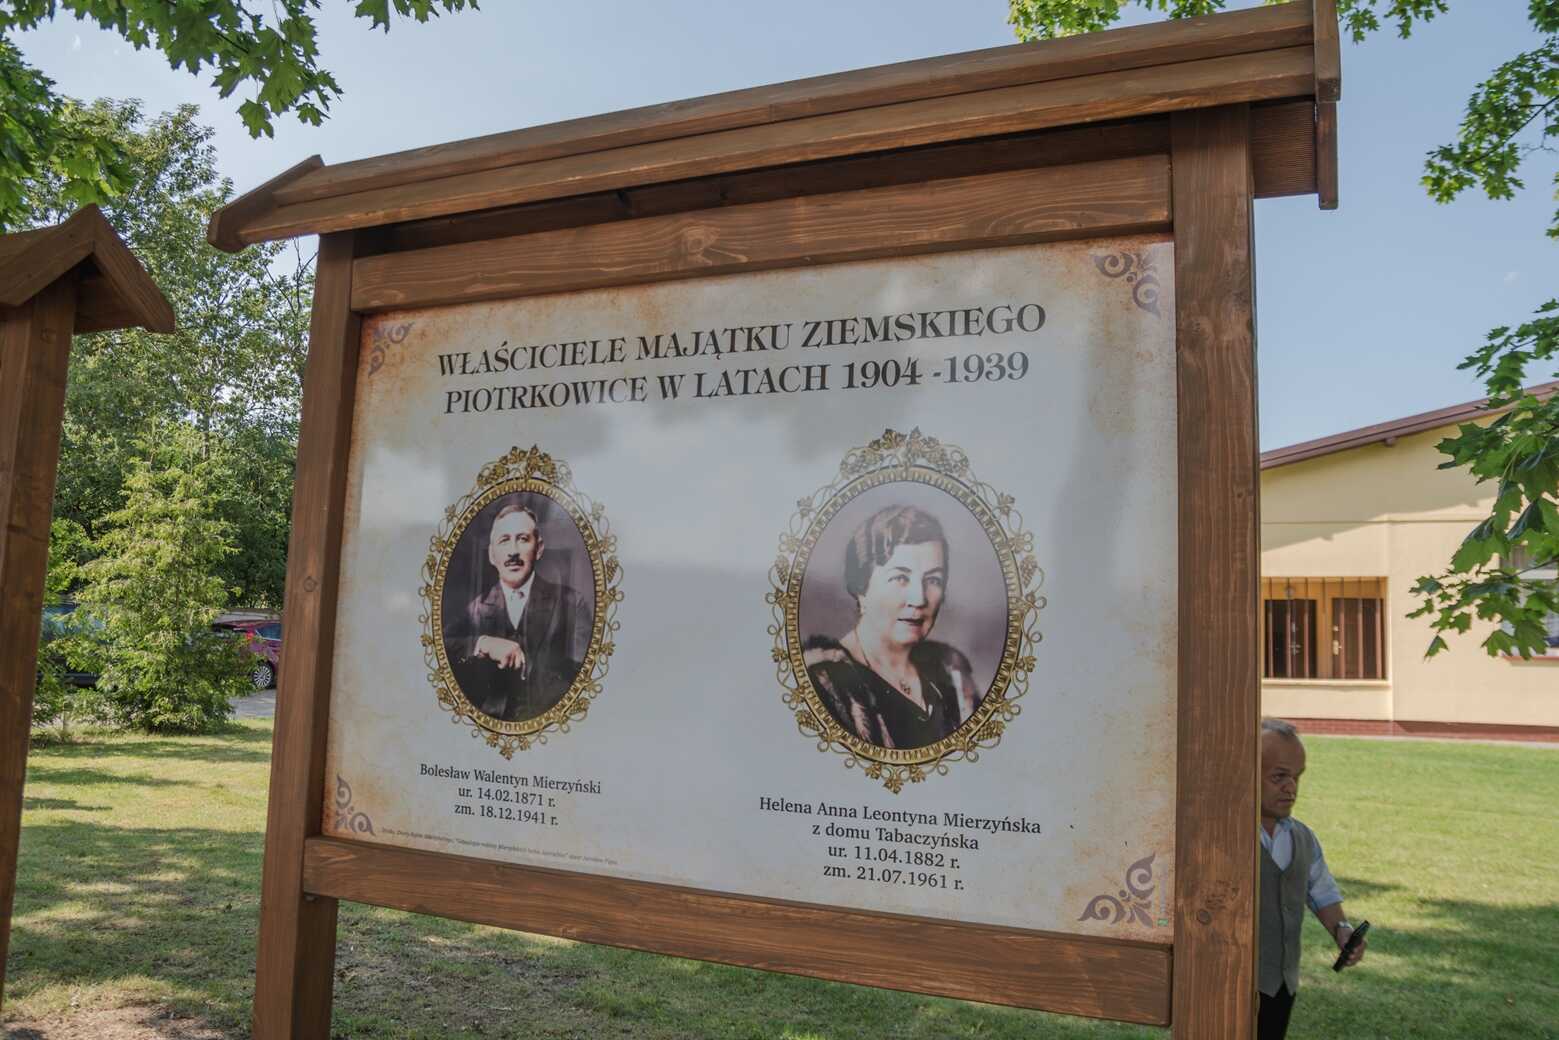 WŁAŚCICIELE MAJĄTKU ZIEMSKIEGO
PIOTRKOWICE W LATACH 1904 -1939
Bolesław Walentyn Mierzyński
ur. 14.02.1871 r.
zm. 18.12.1941 r.
Helena Anna Leontyna Mierzyńska
z domu Tabaczyńska
ur. 11.04.1882 r.
zm. 21.07.1961 r.